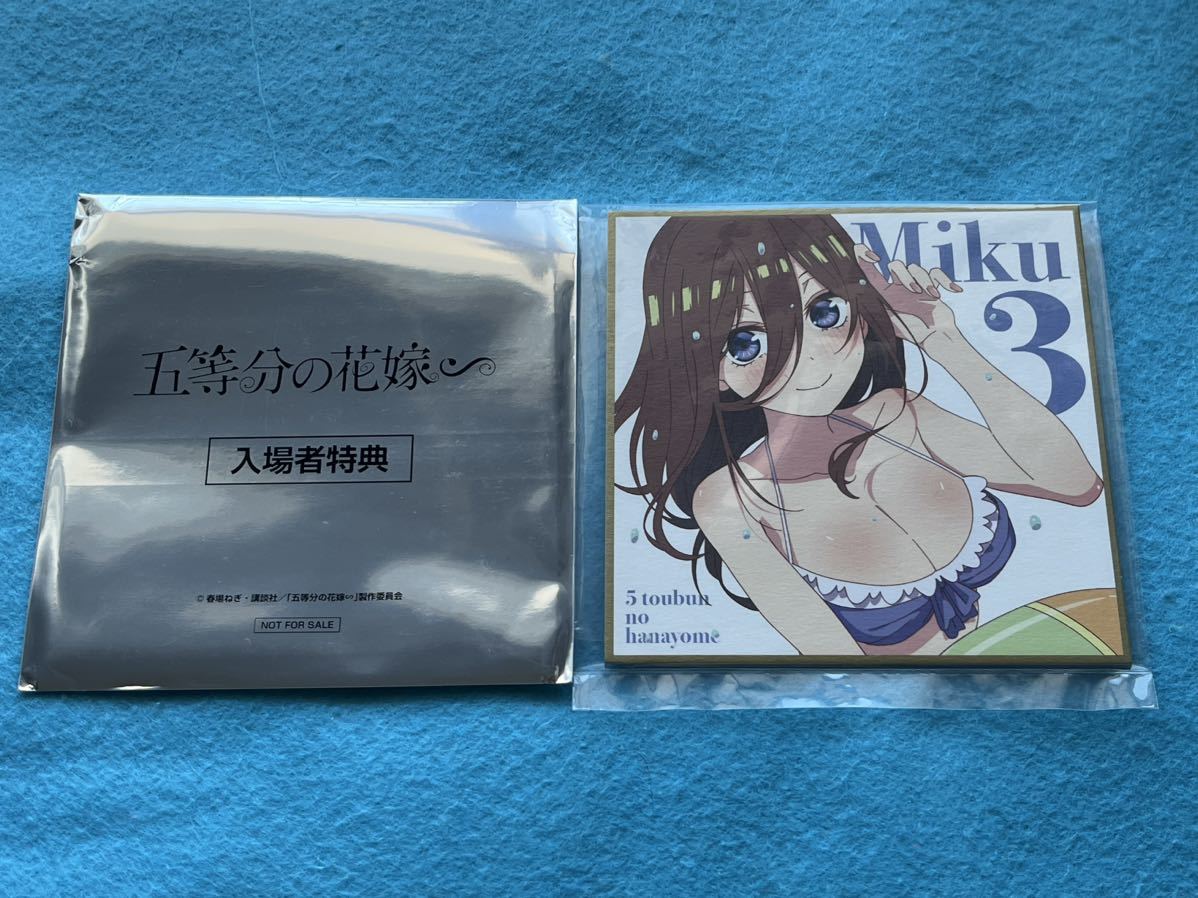 五等分の花嫁∽
入場者特典
© 春場ねぎ・講談社／「五等分の花嫁∽」製作委員会
NOT FOR SALE
Miku
3
5 toubun
no
hanayome